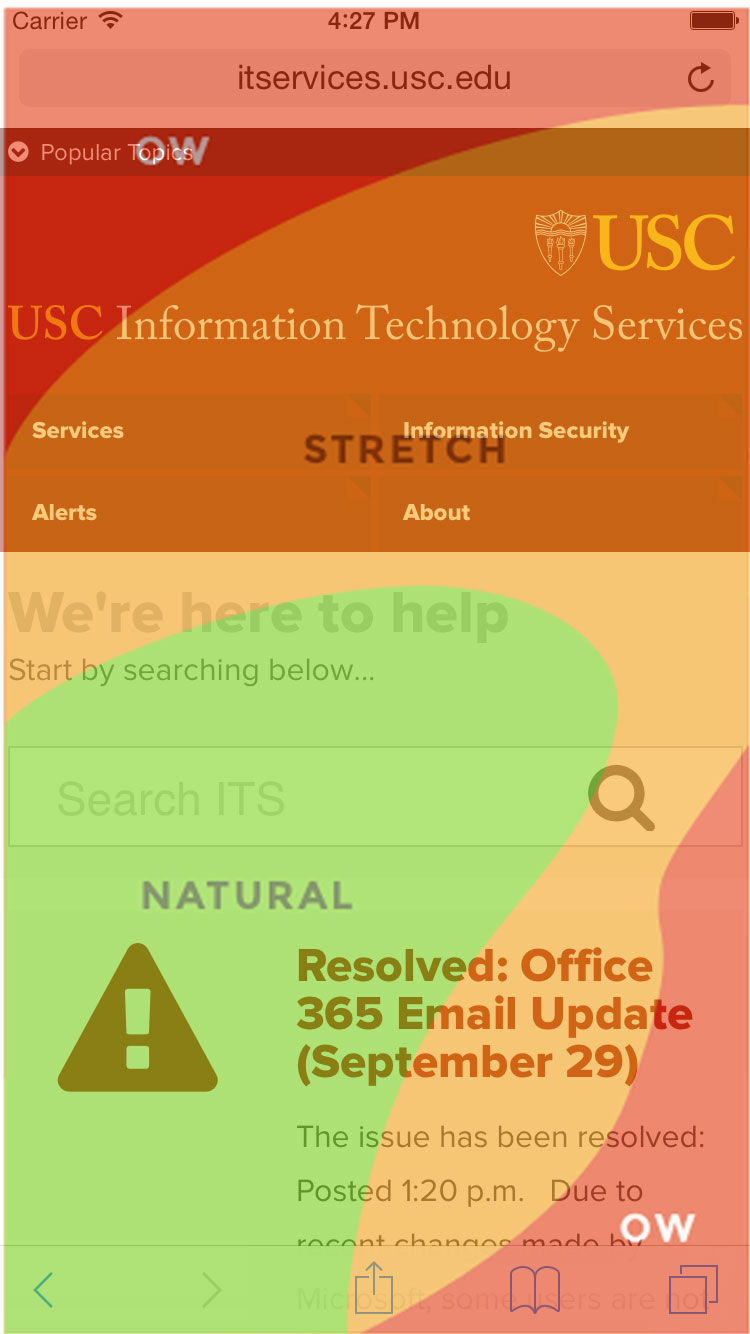 Carrier 4:27 PM
itservices.usc.edu
Popular Topics
OW
USC
USC Information Technology Services
Services
Information Security
STRETCH
Alerts
About
We're here to help
Start by searching below...
Search ITS
NATURAL
Resolved: Office
365 Email Update
(September 29)
The issue has been resolved:
Posted 1:20 p.m. Due to
OW
recent changes made by
Microsoft, some users are not